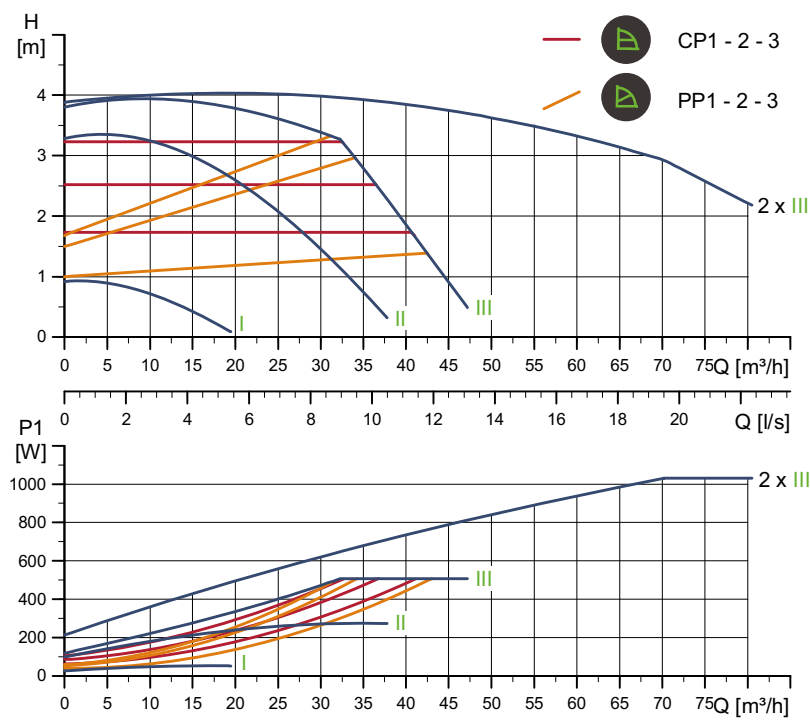 H
[m]
CP1 - 2 - 3
PP1 - 2 - 3
4
3
2
1
0
2 x III
I
II
III
0 5 10 15 20 25 30 35 40 45 50 55 60 65 70 75 Q [m³/h]
0 2 4 6 8 10 12 14 16 18 20 Q [l/s]
P1
[W]
1000
800
600
400
200
0
2 x III
III
II
I
0 5 10 15 20 25 30 35 40 45 50 55 60 65 70 75 Q [m³/h]